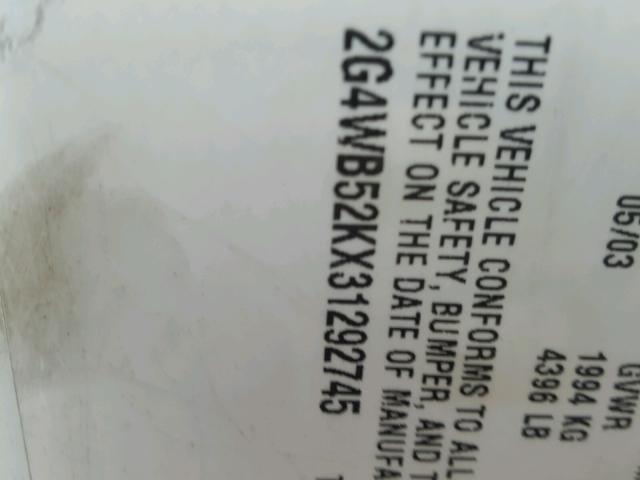 05/03
GVWR
1994 KG
4396 LB
THIS VEHICLE CONFORMS TO ALL
VEHICLE SAFETY, BUMPER, AND
EFFECT ON THE DATE OF MANUFA
2G4WB52KX31292745